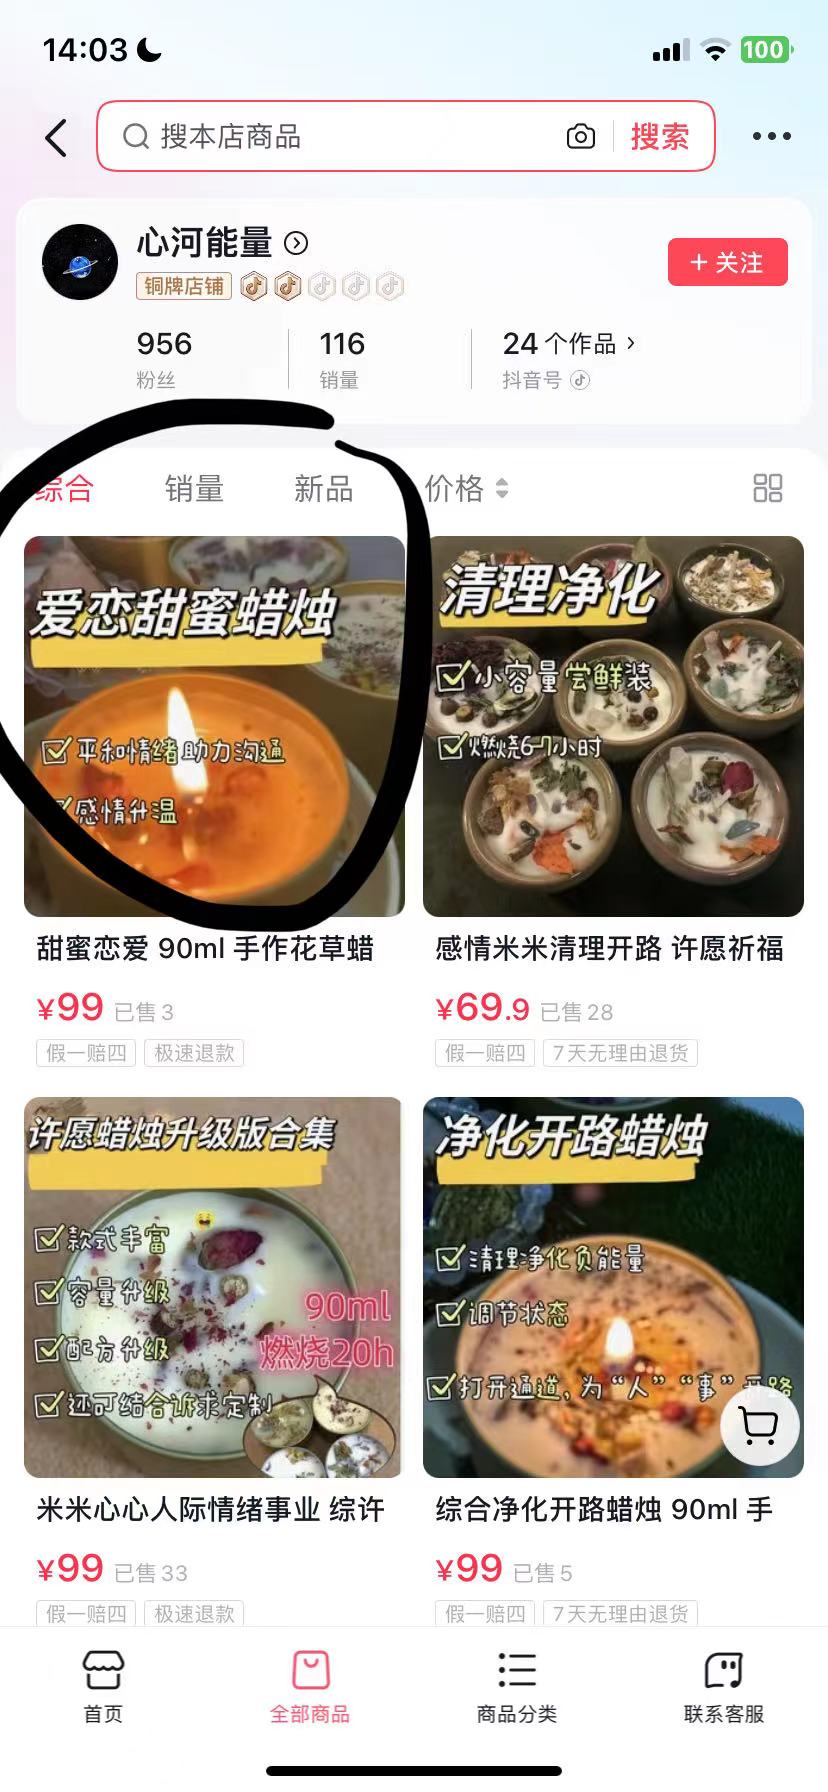 14:03
100
搜本店商品
搜索
心河能量
铜牌店铺
+ 关注
956
粉丝
116
销量
24个作品
抖音号
综合
销量
新品
价格
爱恋甜蜜蜡烛
平和情绪助力沟通
感情升温
甜蜜恋爱 90ml 手作花草蜡
¥99 已售3
假一赔四 极速退款
清理净化
小容量尝鲜装
燃烧6-7小时
感情米米清理开路 许愿祈福
¥69.9 已售28
假一赔四 7天无理由退货
许愿蜡烛升级版合集
款式丰富
容量升级
90ml
配方升级
燃烧20h
还可结合诉求定制
米米心心人际情绪事业 综许
¥99 已售33
假一赔四 极速退款
净化开路蜡烛
清理净化负能量
调节状态
打开通道,为“人”“事”开路
综合净化开路蜡烛 90ml 手
¥99 已售5
假一赔四 7天无理由退货
首页
全部商品
商品分类
联系客服